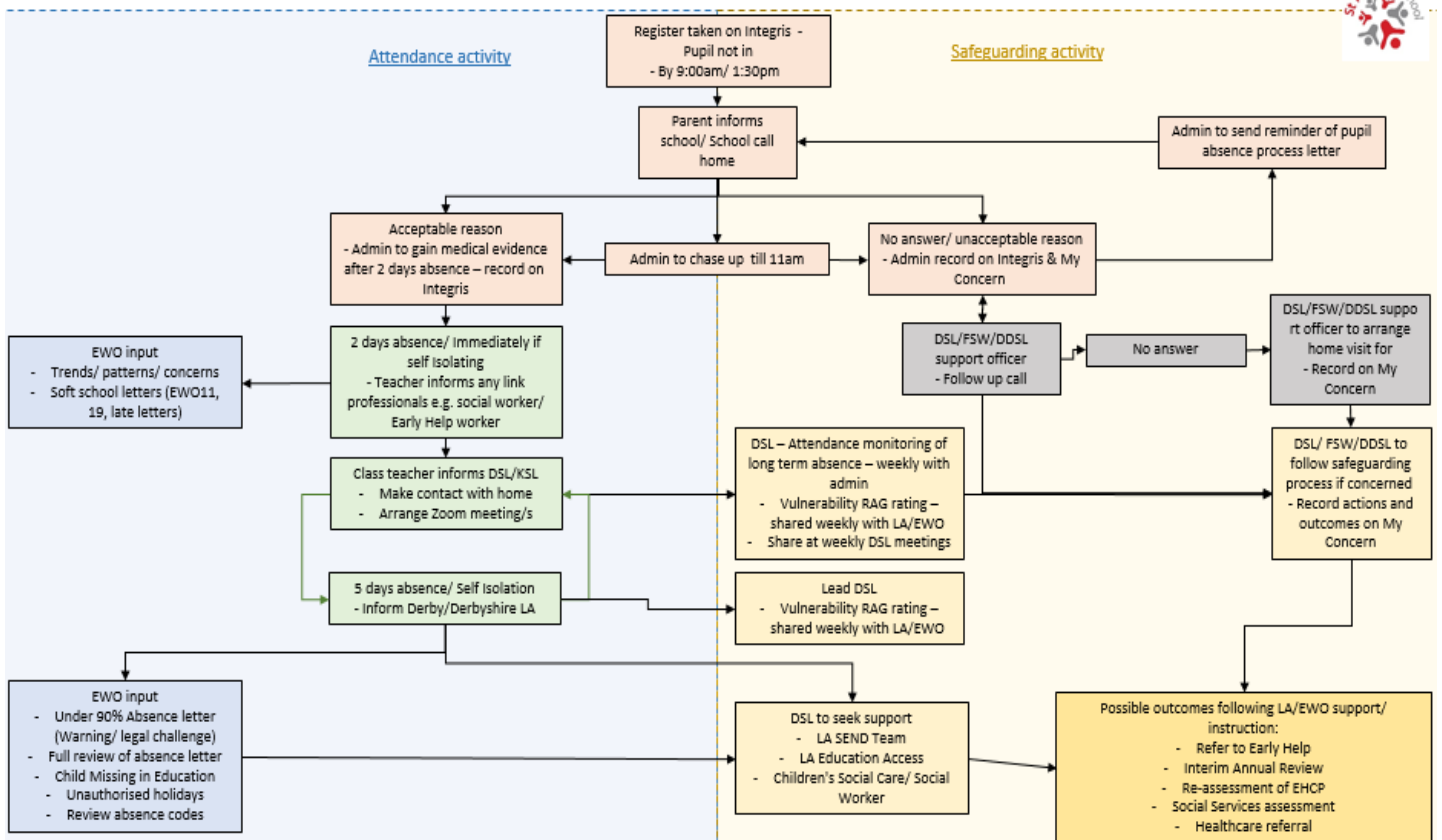 Attendance activity
Safeguarding activity
Register taken on Integris -
Pupil not in
- By 9:00am/ 1:30pm
Parent informs
school/ School call
home
Admin to send reminder of pupil
absence process letter
Acceptable reason
- Admin to gain medical evidence
after 2 days absence – record on
Integris
Admin to chase up till 11am
No answer/ unacceptable reason
- Admin record on Integris & My
Concern
EWO input
- Trends/ patterns/ concerns
- Soft school letters (EWO11,
19, late letters)
2 days absence/ Immediately if
self Isolating
- Teacher informs any link
professionals e.g. social worker/
Early Help worker
DSL/FSW/DDSL
support officer
- Follow up call
No answer
DSL/FSW/DDSL suppo
rt officer to arrange
home visit for
- Record on My
Concern
Class teacher informs DSL/KSL
- Make contact with home
- Arrange Zoom meeting/s
DSL – Attendance monitoring of
long term absence – weekly with
admin
- Vulnerability RAG rating –
shared weekly with LA/EWO
- Share at weekly DSL meetings
DSL/ FSW/DDSL to
follow safeguarding
process if concerned
- Record actions and
outcomes on My
Concern
5 days absence/ Self Isolation
- Inform Derby/Derbyshire LA
Lead DSL
- Vulnerability RAG rating –
shared weekly with LA/EWO
EWO input
- Under 90% Absence letter
(Warning/ legal challenge)
- Full review of absence letter
- Child Missing in Education
- Unauthorised holidays
- Review absence codes
DSL to seek support
- LA SEND Team
- LA Education Access
- Children's Social Care/ Social
Worker
Possible outcomes following LA/EWO support/
instruction:
- Refer to Early Help
- Interim Annual Review
- Re-assessment of EHCP
- Social Services assessment
- Healthcare referral